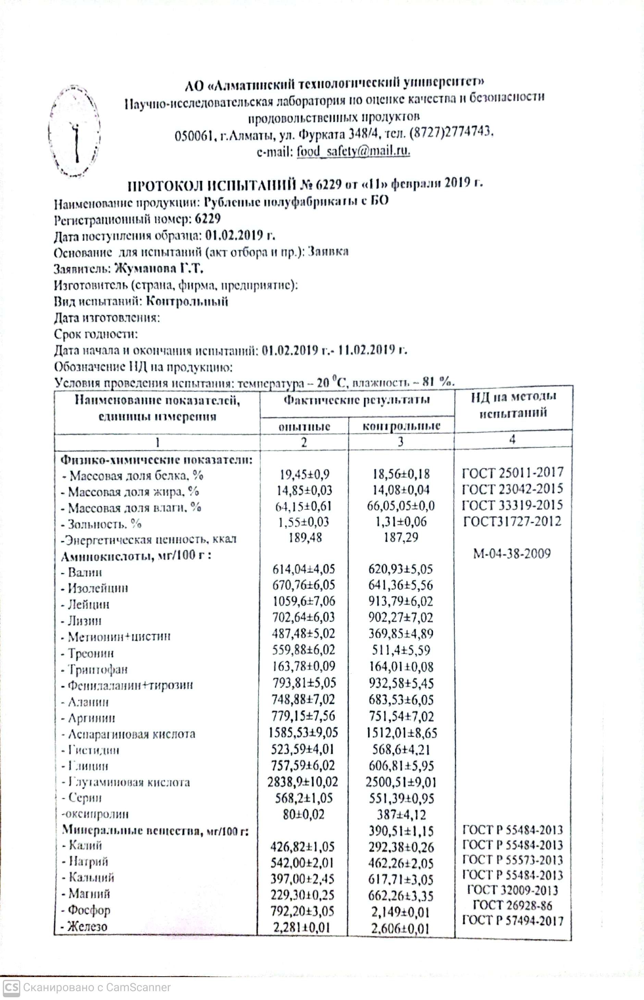 АО «Алматинский технологический университет»
Научно-исследовательская лаборатория по оценке качества и безопасности
продовольственных продуктов
050061, г.Алматы, ул. Фурката 348/4, тел. (8727)2774743,
e-mail: food_safety@mail.ru.
ПРОТОКОЛ ИСПЫТАНИЙ № 6229 от «11» февраля 2019 г.
Наименование продукции: Рубленые полуфабрикаты с БО
Регистрационный номер: 6229
Дата поступления образца: 01.02.2019 г.
Основание для испытаний (акт отбора и пр.): Заявка
Заявитель: Жуманова Г.Т.
Изготовитель (страна, фирма, предприятие):
Вид испытаний: Контрольный
Дата изготовления:
Срок годности:
Дата начала и окончания испытаний: 01.02.2019 г.- 11.02.2019 г.
Обозначение НД на продукцию:
Условия проведения испытания: температура – 20 ⁰С, влажность – 81 %.
Наименование показателей, единицы измерения Фактические результаты НД на методы испытаний
опытные контрольные
1 2 3 4
Физико-химические показатели:
- Массовая доля белка, % 19,45±0,9 18,56±0,18 ГОСТ 25011-2017
- Массовая доля жира, % 14,85±0,03 14,08±0,04 ГОСТ 23042-2015
- Массовая доля влаги, % 64,15±0,61 66,05,05±0,0 ГОСТ 33319-2015
- Зольность, % 1,55±0,03 1,31±0,06 ГОСТ31727-2012
-Энергетическая ценность, ккал 189,48 187,29
Аминокислоты, мг/100 г : М-04-38-2009
- Валин 614,04±4,05 620,93±5,05
- Изолейцин 670,76±6,05 641,36±5,56
- Лейцин 1059,6±7,06 913,79±6,02
- Лизин 702,64±6,03 902,27±7,02
- Метионин+цистин 487,48±5,02 369,85±4,89
- Треонин 559,88±6,02 511,4±5,59
- Триптофан 163,78±0,09 164,01±0,08
- Фенилаланин+тирозин 793,81±5,05 932,58±5,45
- Аланин 748,88±7,02 683,53±6,05
- Аргинин 779,15±7,56 751,54±7,02
- Аспарагиновая кислота 1585,53±9,05 1512,01±8,65
- Гистидин 523,59±4,01 568,6±4,21
- Глицин 757,59±6,02 606,81±5,95
- Глутаминовая кислота 2838,9±10,02 2500,51±9,01
- Серин 568,2±1,05 551,39±0,95
-оксипролин 80±0,02 387±4,12
Минеральные вещества, мг/100 г: 390,51±1,15 ГОСТ Р 55484-2013
- Калий 426,82±1,05 292,38±0,26 ГОСТ Р 55484-2013
- Натрий 542,00±2,01 462,26±2,05 ГОСТ Р 55573-2013
- Кальций 397,00±2,45 617,71±3,05 ГОСТ Р 55484-2013
- Магний 229,30±0,25 662,26±3,35 ГОСТ 32009-2013
- Фосфор 792,20±3,05 2,149±0,01 ГОСТ 26928-86
- Железо 2,281±0,01 2,606±0,01 ГОСТ Р 57494-2017
CS Сканировано с CamScanner